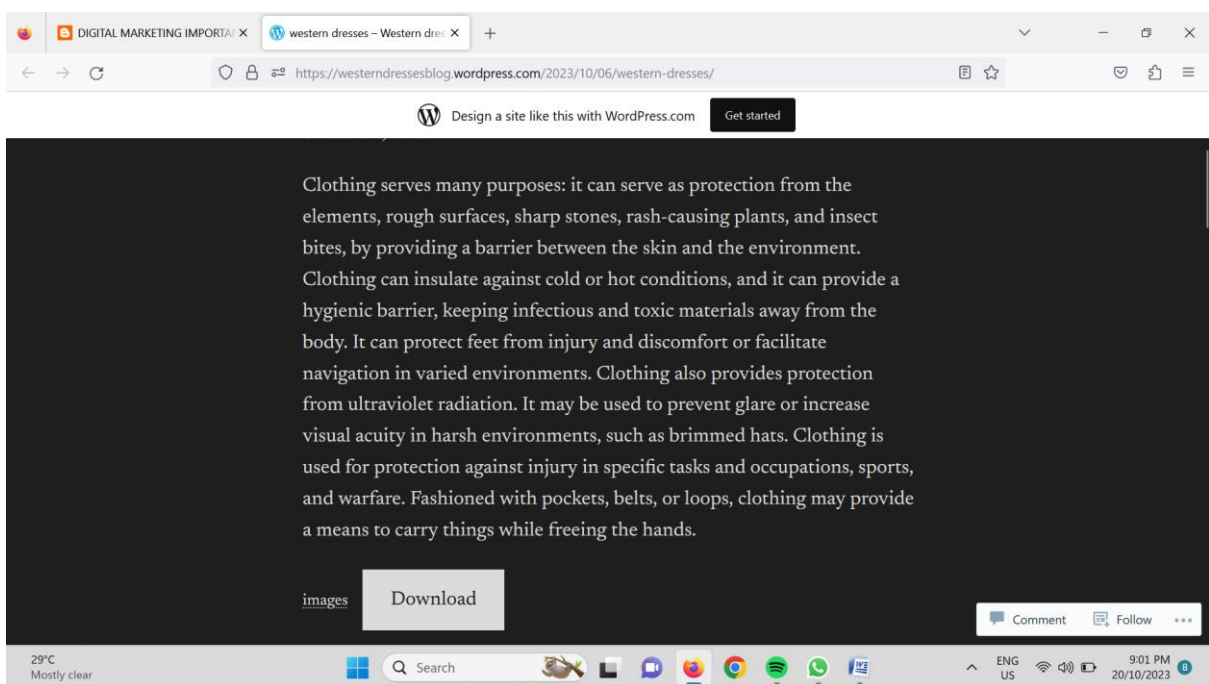 DIGITAL MARKETING IMPORTA
western dresses – Western dres
https://westerndressesblog.wordpress.com/2023/10/06/western-dresses/
Design a site like this with WordPress.com Get started
Clothing serves many purposes: it can serve as protection from the
elements, rough surfaces, sharp stones, rash-causing plants, and insect
bites, by providing a barrier between the skin and the environment.
Clothing can insulate against cold or hot conditions, and it can provide a
hygienic barrier, keeping infectious and toxic materials away from the
body. It can protect feet from injury and discomfort or facilitate
navigation in varied environments. Clothing also provides protection
from ultraviolet radiation. It may be used to prevent glare or increase
visual acuity in harsh environments, such as brimmed hats. Clothing is
used for protection against injury in specific tasks and occupations, sports,
and warfare. Fashioned with pockets, belts, or loops, clothing may provide
a means to carry things while freeing the hands.
images Download
Comment Follow
29°C
Mostly clear
Search
ENG
US
9:01 PM
20/10/2023
8